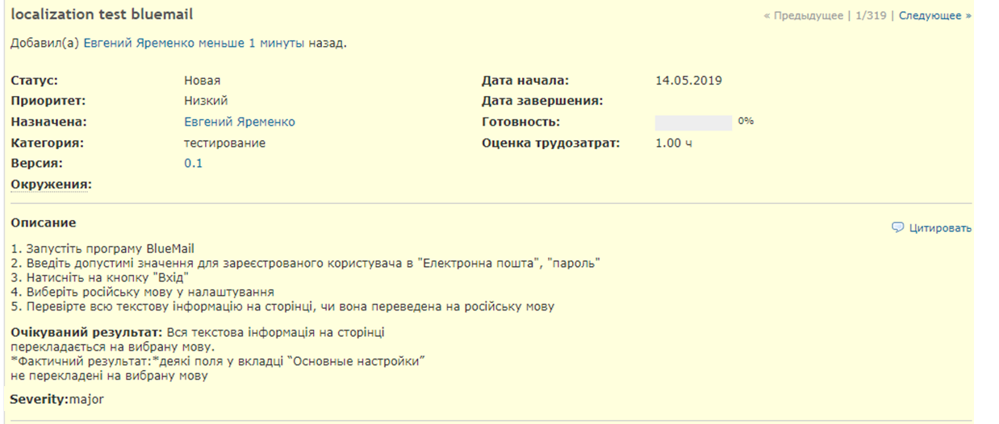 localization test bluemail
« Предыдущее | 1/319 | Следующее »
Добавил(а) Евгений Яременко меньше 1 минуты назад.
Статус: Новая Дата начала: 14.05.2019
Приоритет: Низкий Дата завершения:
Назначена: Евгений Яременко Готовность: 0%
Категория: тестирование Оценка трудозатрат: 1.00 ч
Версия: 0.1
Окружения:
Описание
Цитировать
1. Запустіть програму BlueMail
2. Введіть допустимі значення для зареєстрованого користувача в "Електронна пошта", "пароль"
3. Натисніть на кнопку "Вхід"
4. Виберіть російську мову у налаштування
5. Перевірте всю текстову інформацію на сторінці, чи вона переведена на російську мову
Очікуваний результат: Вся текстова інформація на сторінці
перекладається на вибрану мову.
*Фактичний результат:*деякі поля у вкладці “Основные настройки”
не перекладені на вибрану мову
Severity:major